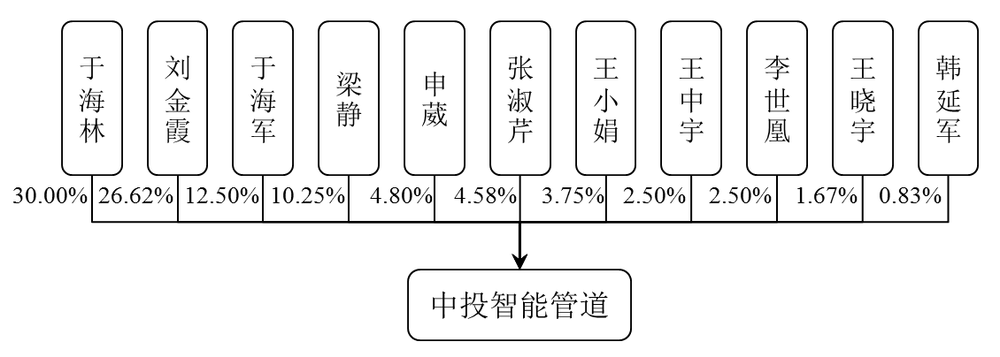 于海林
刘金霞
于海军
梁静
申葳
张淑芹
王小娟
王中宇
李世凰
王晓宇
韩延军
30.00%
26.62%
12.50%
10.25%
4.80%
4.58%
3.75%
2.50%
2.50%
1.67%
0.83%
中投智能管道